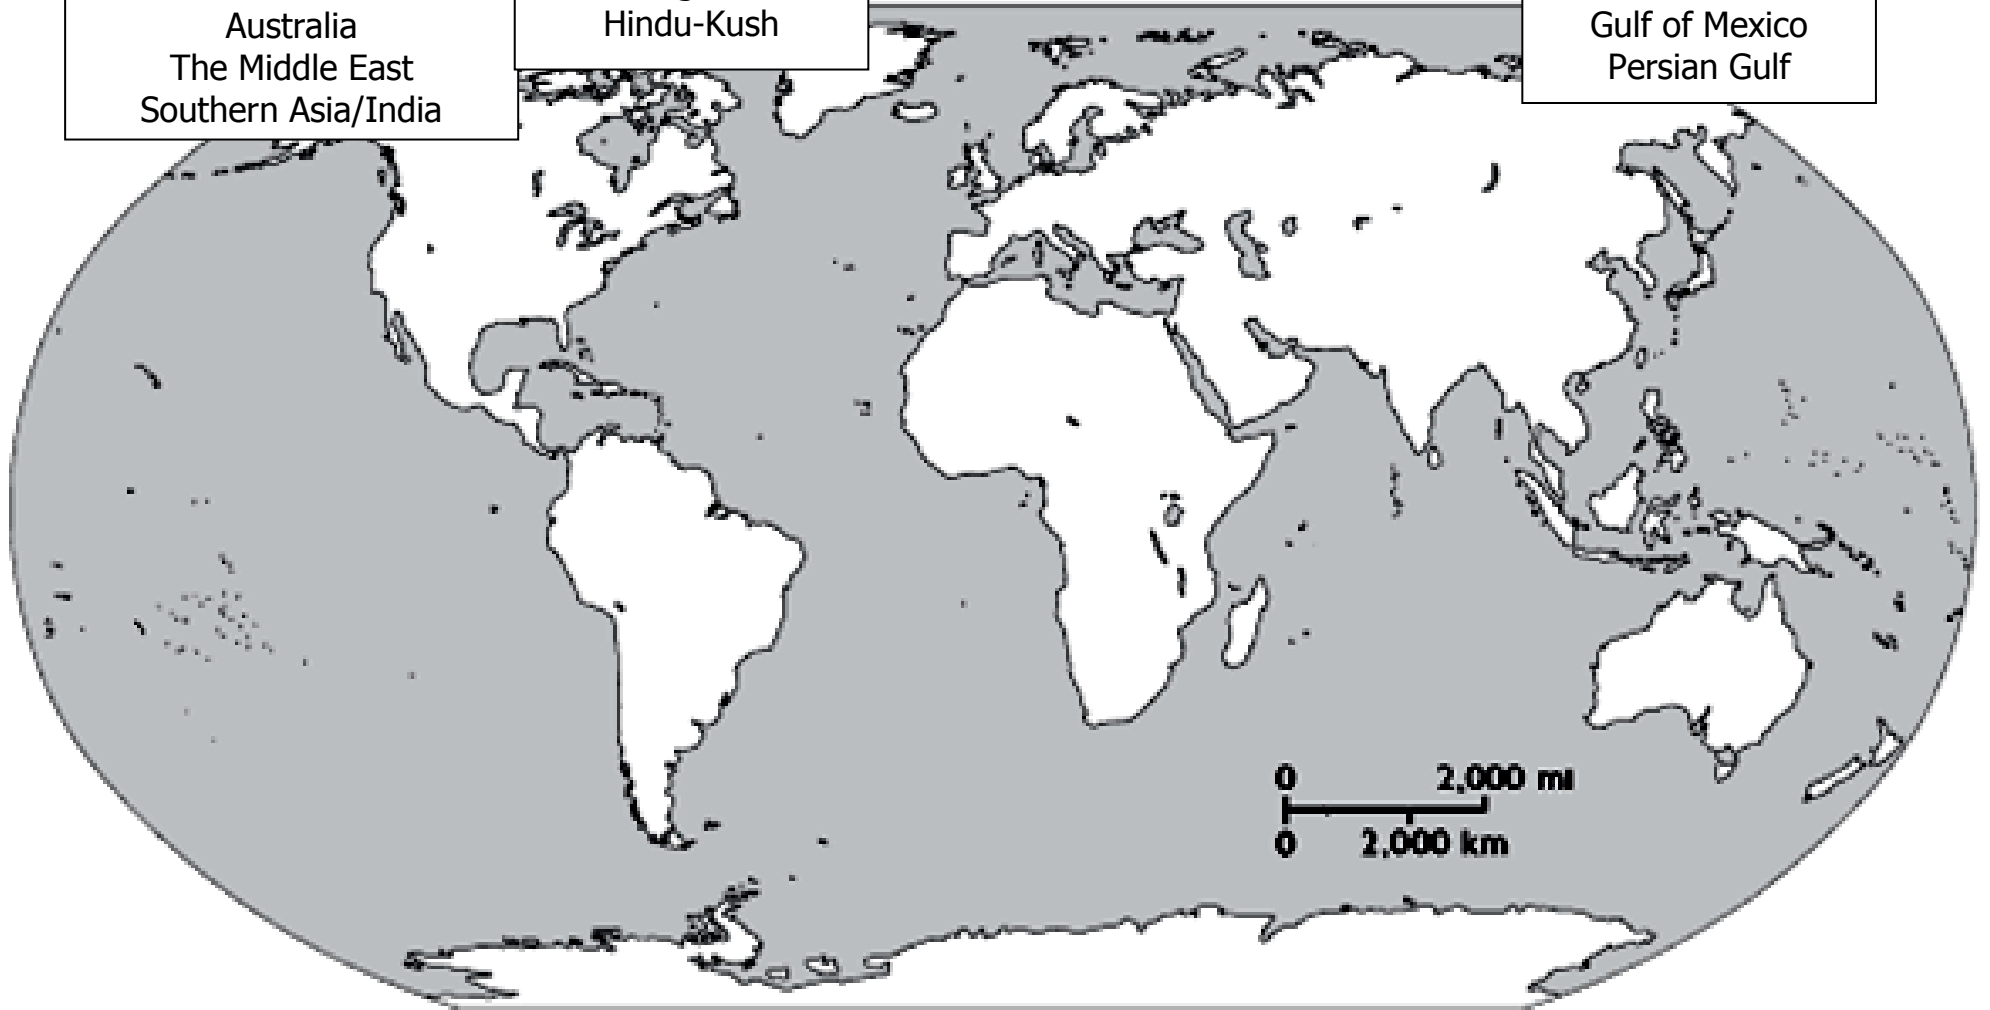 Australia
The Middle East
Southern Asia/India
Hindu-Kush
Gulf of Mexico
Persian Gulf
0 2,000 mi
0 2,000 km